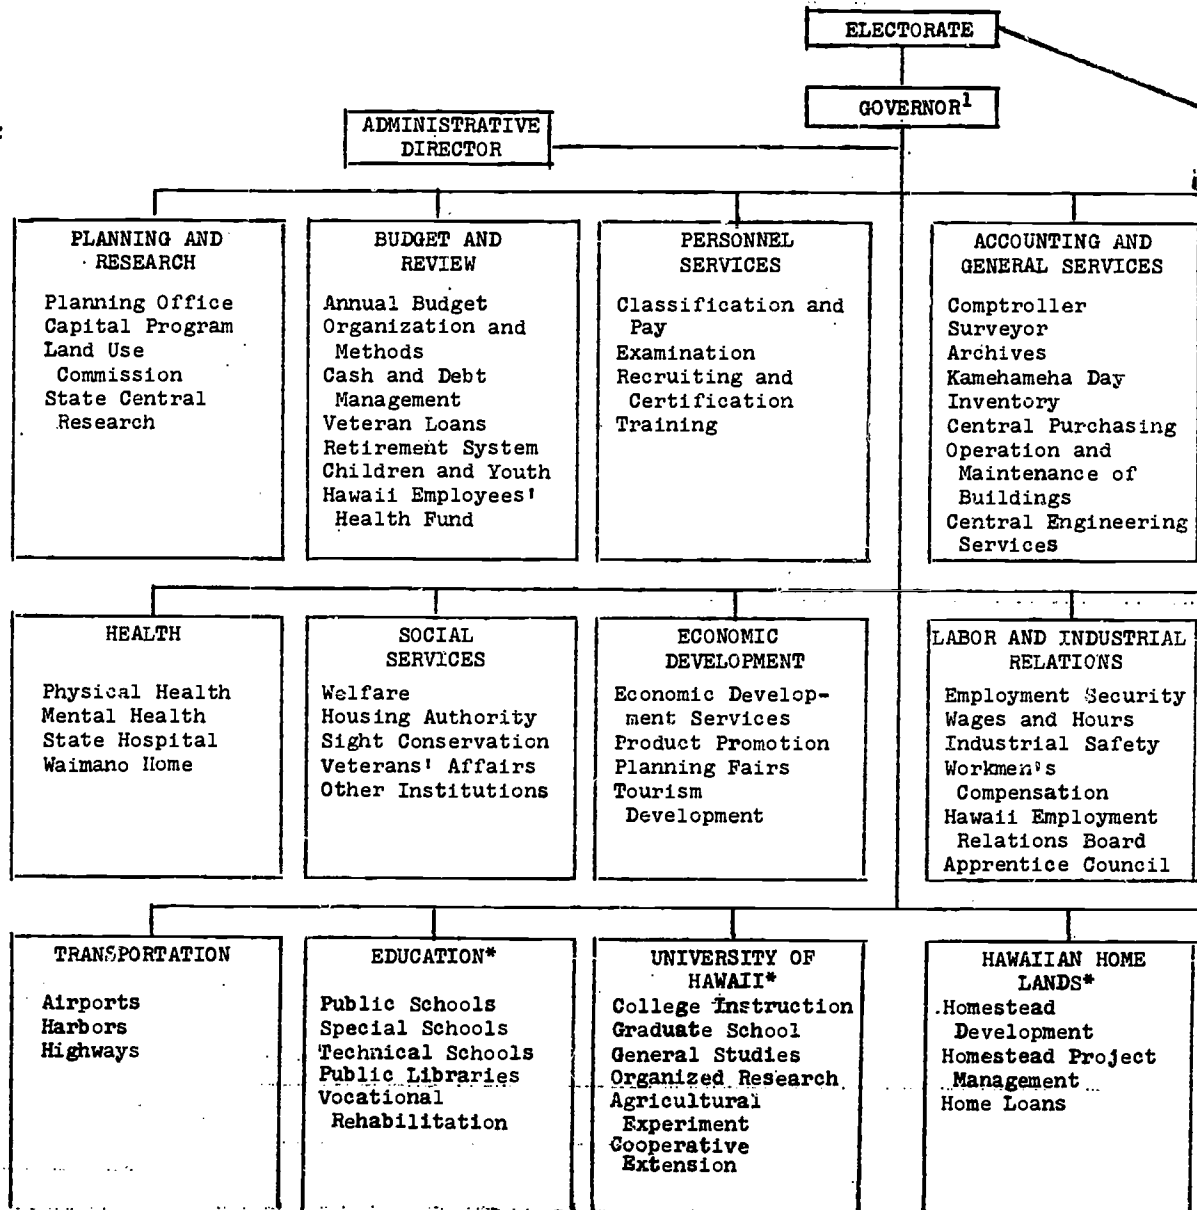 ELECTORATE
GOVERNOR1
ADMINISTRATIVE
DIRECTOR
PLANNING AND
RESEARCH
Planning Office
Capital Program
Land Use
Commission
State Central
Research
BUDGET AND
REVIEW
Annual Budget
Organization and
Methods
Cash and Debt
Management
Veteran Loans
Retirement System
Children and Youth
Hawaii Employees'
Health Fund
PERSONNEL
SERVICES
Classification and
Pay
Examination
Recruiting and
Certification
Training
ACCOUNTING AND
GENERAL SERVICES
Comptroller
Surveyor
Archives
Kamehameha Day
Inventory
Central Purchasing
Operation and
Maintenance of
Buildings
Central Engineering
Services
HEALTH
Physical Health
Mental Health
State Hospital
Waimano Home
SOCIAL
SERVICES
Welfare
Housing Authority
Sight Conservation
Veterans' Affairs
Other Institutions
ECONOMIC
DEVELOPMENT
Economic Develop-
ment Services
Product Promotion
Planning Fairs
Tourism
Development
LABOR AND INDUSTRIAL
RELATIONS
Employment Security
Wages and Hours
Industrial Safety
Workmen's
Compensation
Hawaii Employment
Relations Board
Apprentice Council
TRANSPORTATION
Airports
Harbors
Highways
EDUCATION*
Public Schools
Special Schools
Technical Schools
Public Libraries
Vocational
Rehabilitation
UNIVERSITY OF
HAWAII*
College Instruction
Graduate School
General Studies
Organized Research
Agricultural
Experiment
Cooperative
Extension
HAWAIIAN HOME
LANDS*
Homestead
Development
Homestead Project
Management
Home Loans